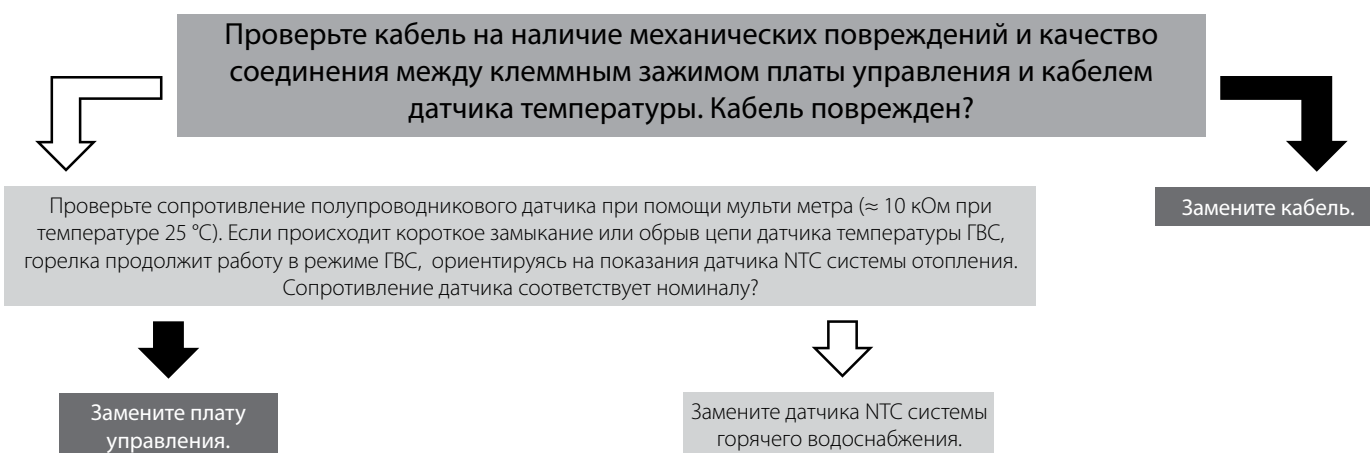 Проверьте кабель на наличие механических повреждений и качество
соединения между клеммным зажимом платы управления и кабелем
датчика температуры. Кабель поврежден?
Замените кабель.
Проверьте сопротивление полупроводникового датчика при помощи мульти метра (≈ 10 кОм при
температуре 25 °C). Если происходит короткое замыкание или обрыв цепи датчика температуры ГВС,
горелка продолжит работу в режиме ГВС, ориентируясь на показания датчика NTC системы отопления.
Сопротивление датчика соответствует номиналу?
Замените плату
управления.
Замените датчика NTC системы
горячего водоснабжения.